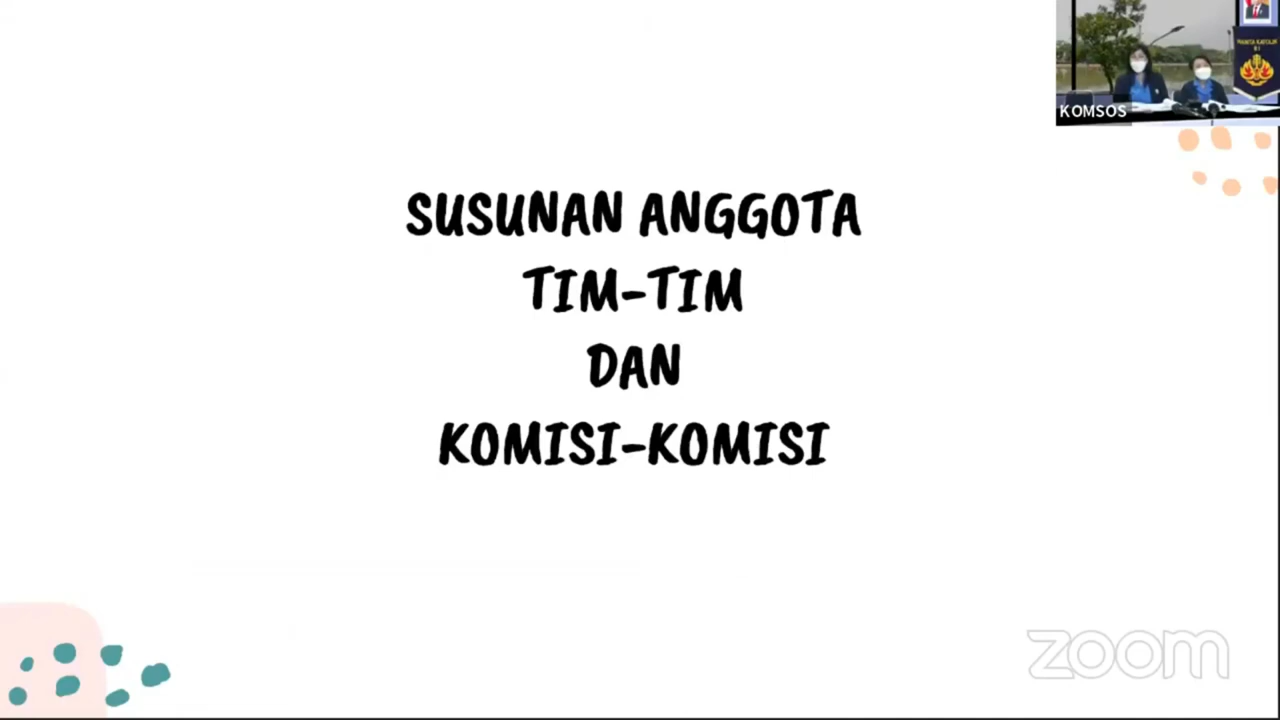 KOMSOS
SUSUNAN ANGGOTA
TIM-TIM
DAN
KOMISI-KOMISI
zoom